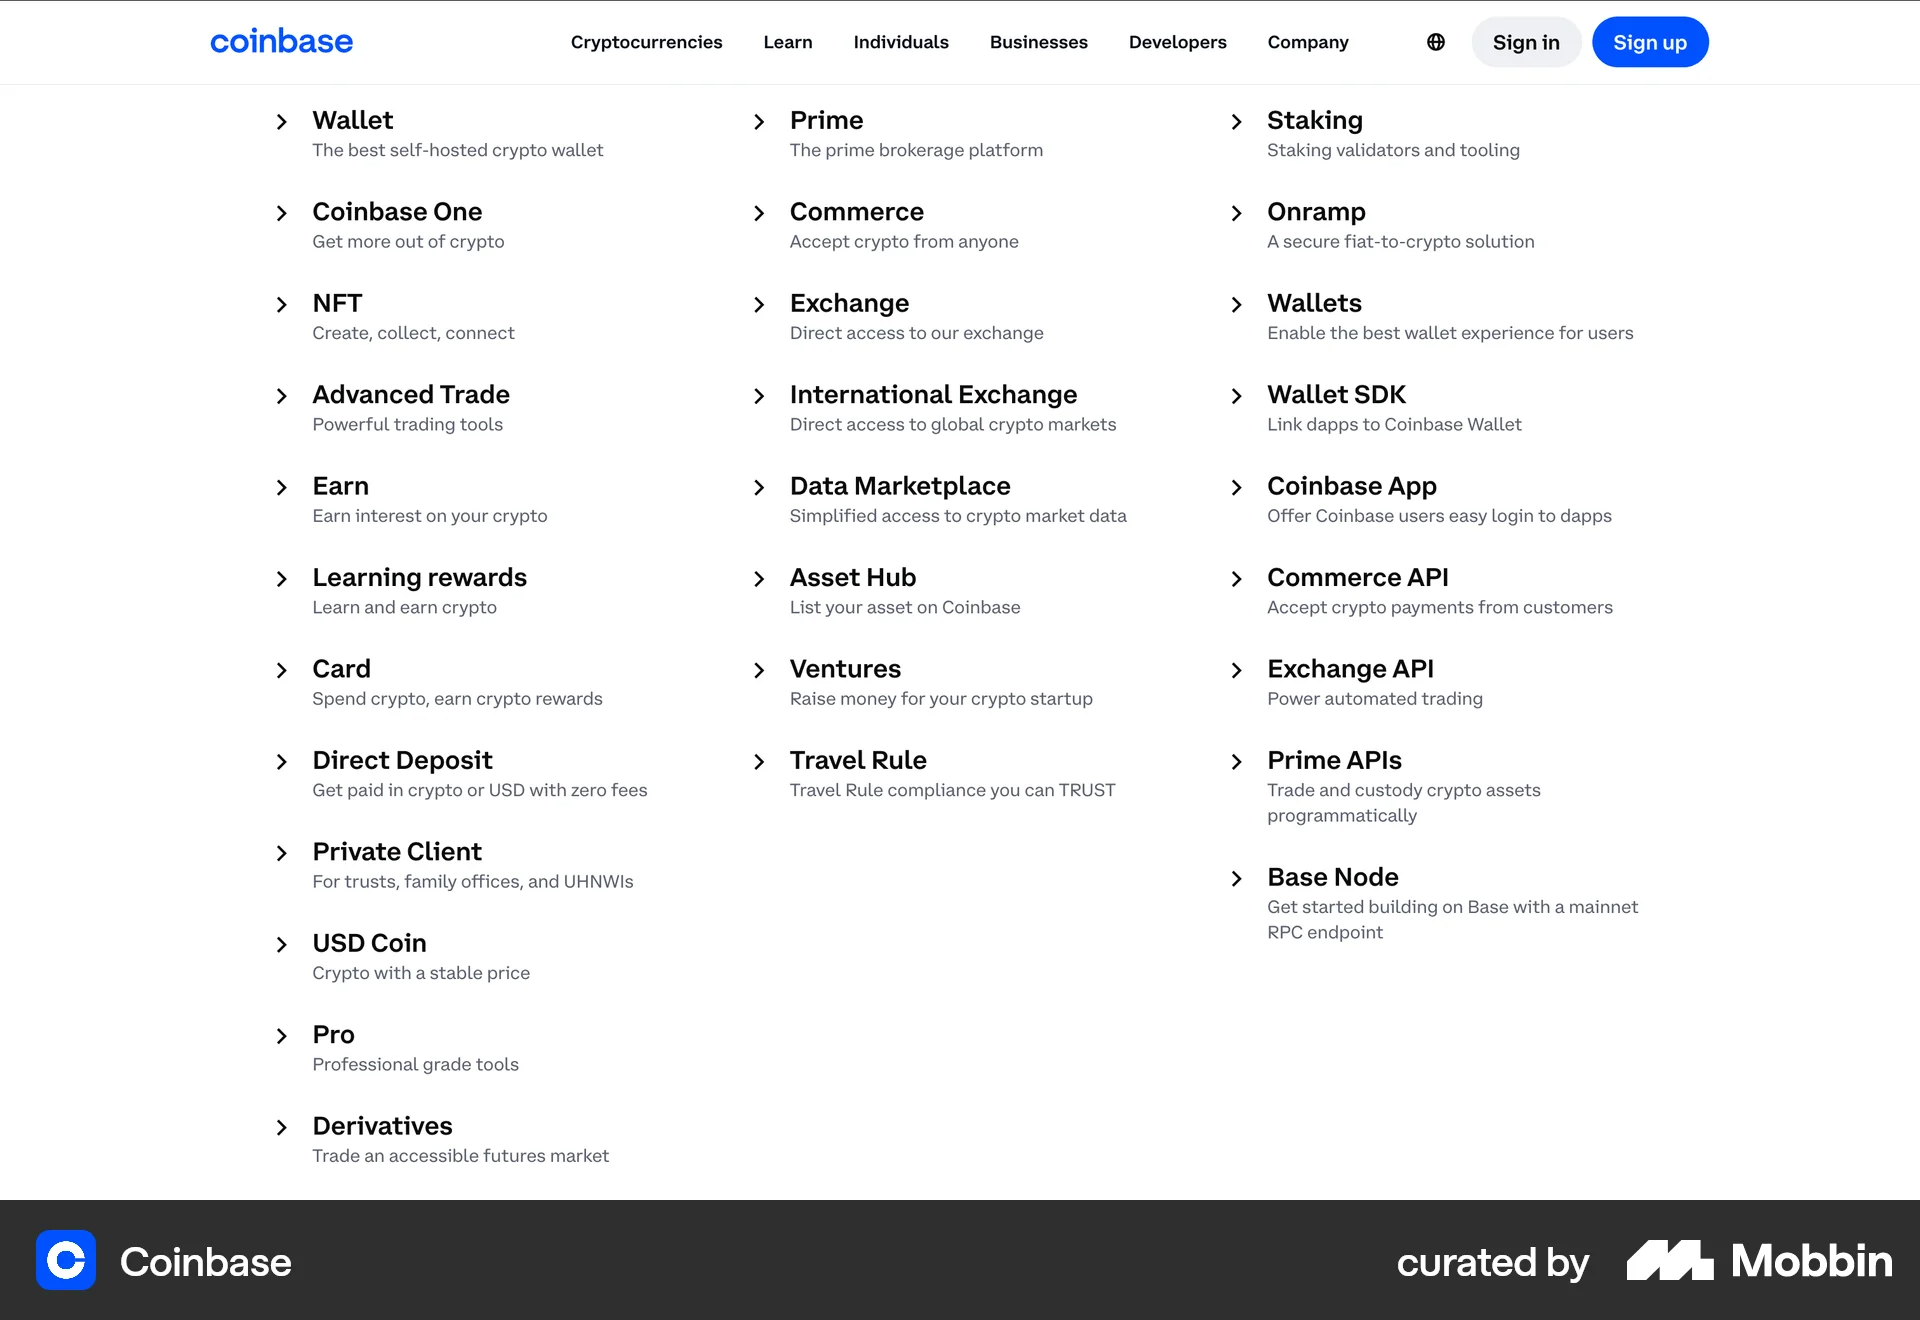 coinbase
Cryptocurrencies
Learn
Individuals
Businesses
Developers
Company
Sign in
Sign up
Wallet
The best self-hosted crypto wallet
Coinbase One
Get more out of crypto
NFT
Create, collect, connect
Advanced Trade
Powerful trading tools
Earn
Earn interest on your crypto
Learning rewards
Learn and earn crypto
Card
Spend crypto, earn crypto rewards
Direct Deposit
Get paid in crypto or USD with zero fees
Private Client
For trusts, family offices, and UHNWIs
USD Coin
Crypto with a stable price
Pro
Professional grade tools
Derivatives
Trade an accessible futures market
Prime
The prime brokerage platform
Commerce
Accept crypto from anyone
Exchange
Direct access to our exchange
International Exchange
Direct access to global crypto markets
Data Marketplace
Simplified access to crypto market data
Asset Hub
List your asset on Coinbase
Ventures
Raise money for your crypto startup
Travel Rule
Travel Rule compliance you can TRUST
Staking
Staking validators and tooling
Onramp
A secure fiat-to-crypto solution
Wallets
Enable the best wallet experience for users
Wallet SDK
Link dapps to Coinbase Wallet
Coinbase App
Offer Coinbase users easy login to dapps
Commerce API
Accept crypto payments from customers
Exchange API
Power automated trading
Prime APIs
Trade and custody crypto assets
programmatically
Base Node
Get started building on Base with a mainnet
RPC endpoint
Coinbase
curated by
Mobbin